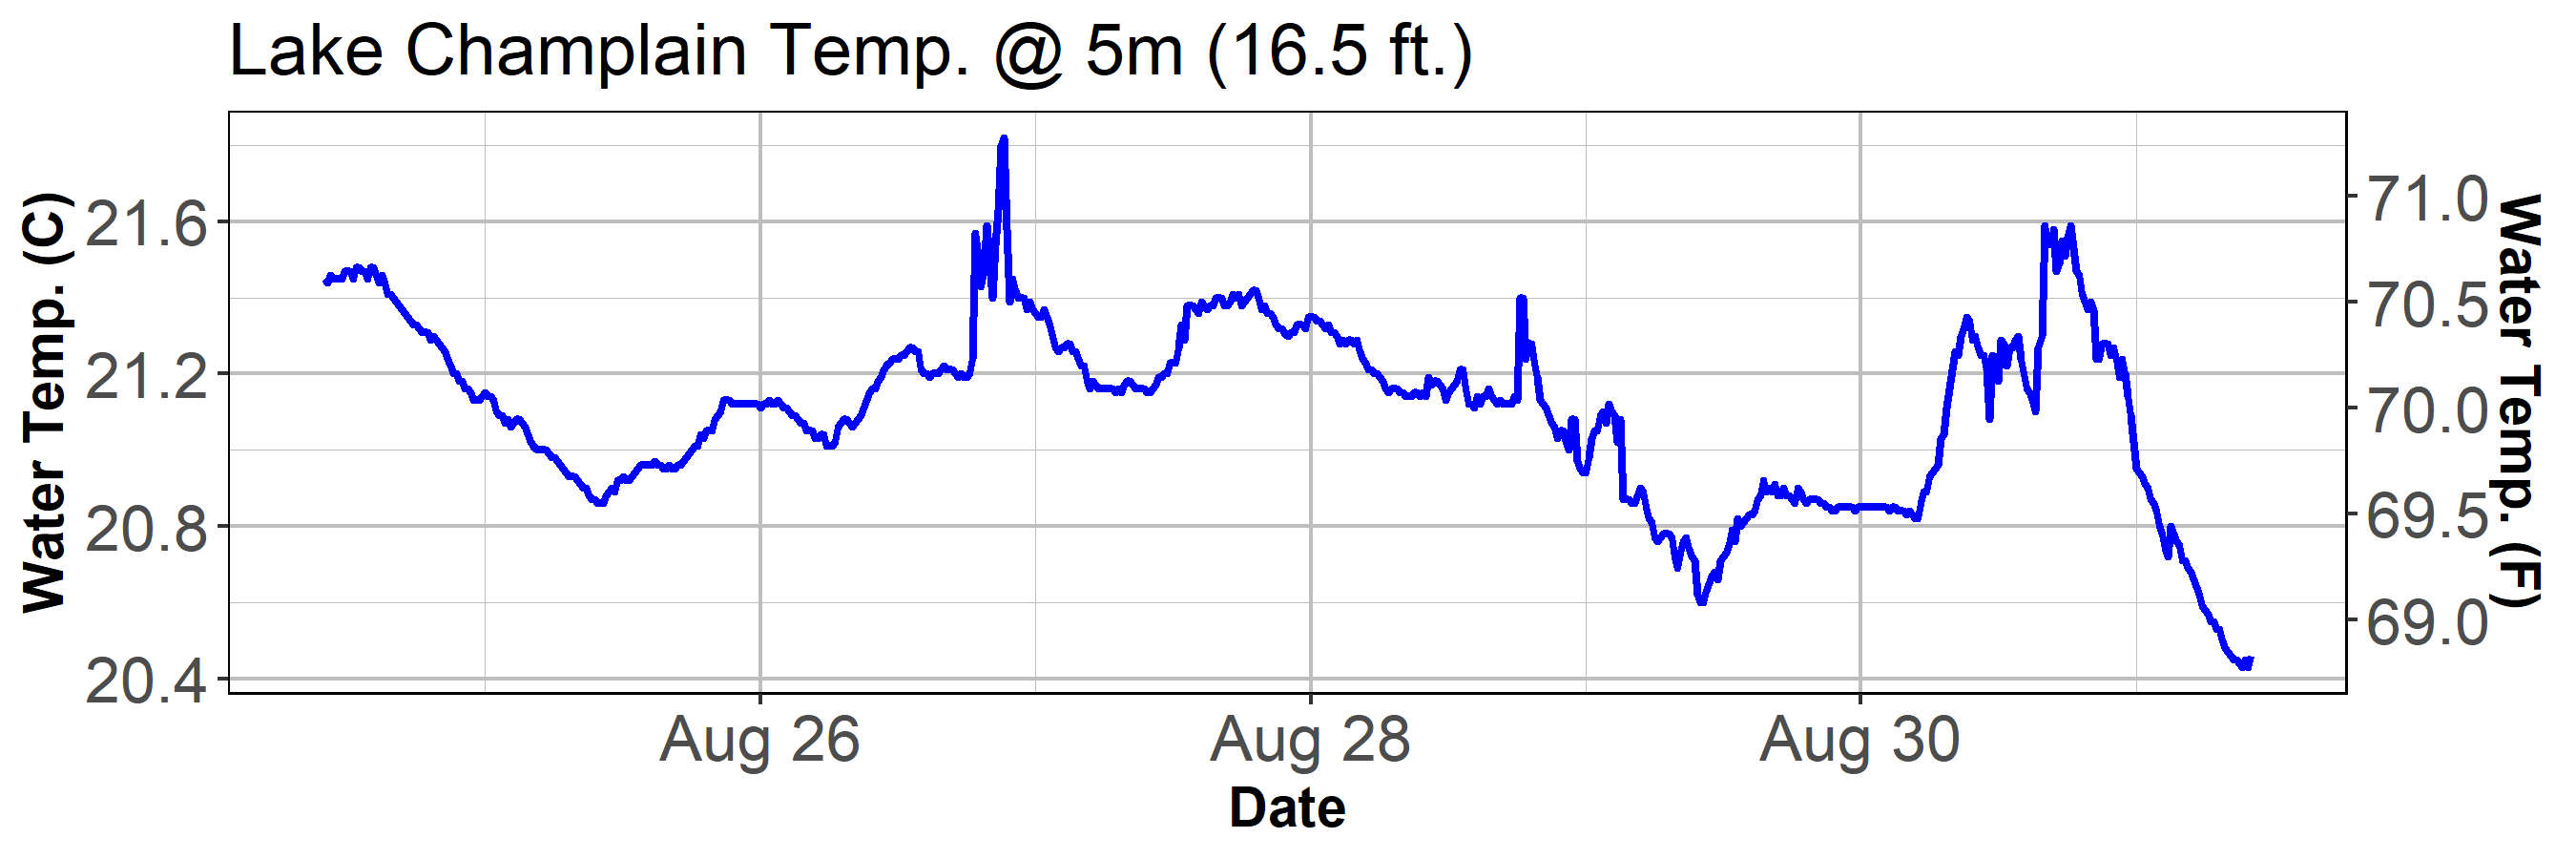 Lake Champlain Temp. @ 5m (16.5 ft.)
Water Temp. (C)
21.6
21.2
20.8
20.4
71.0
70.5
70.0
69.5
69.0
Water Temp. (F)
Aug 26
Aug 28
Aug 30
Date